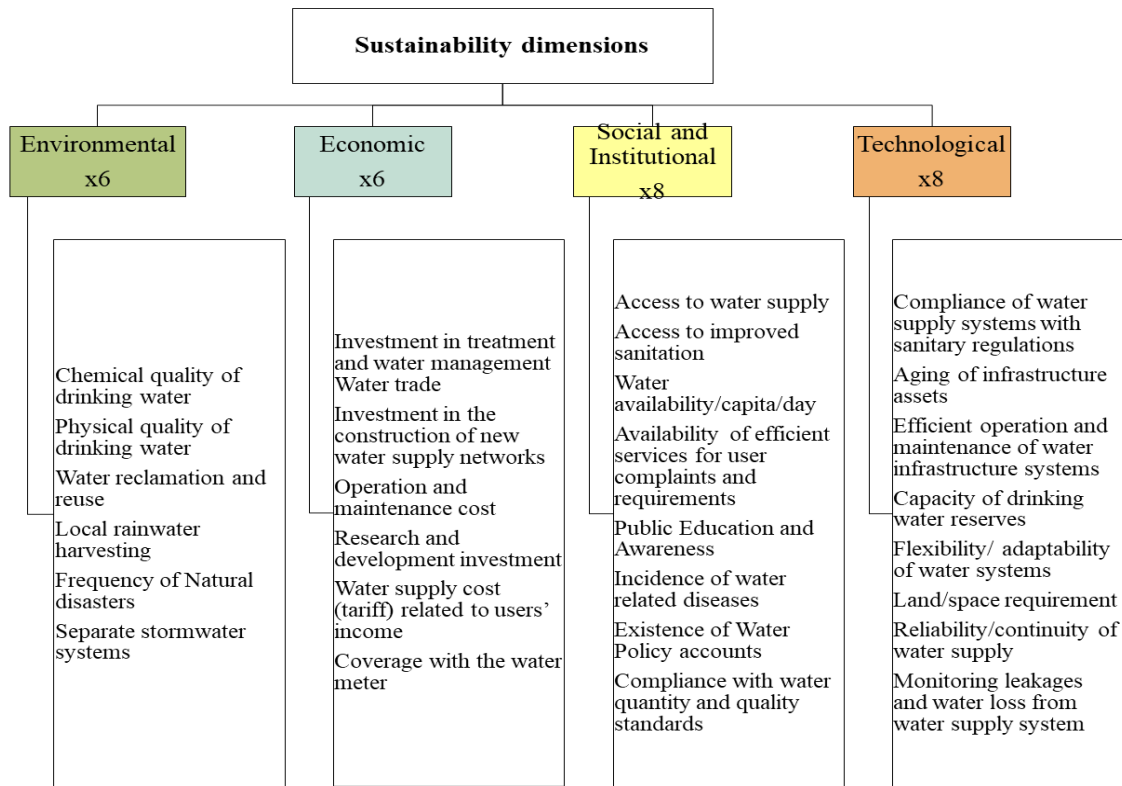 Sustainability dimensions
Environmental
x6
Economic
x6
Social and
Institutional
x8
Technological
x8
Chemical quality of
drinking water
Physical quality of
drinking water
Water reclamation and
reuse
Local rainwater
harvesting
Frequency of Natural
disasters
Separate stormwater
systems
Investment in treatment
and water management
Water trade
Investment in the
construction of new
water supply networks
Operation and
maintenance cost
Research and
development investment
Water supply cost
(tariff) related to users’
income
Coverage with the water
meter
Access to water supply
Access to improved
sanitation
Water
availability/capita/day
Availability of efficient
services for user
complaints and
requirements
Public Education and
Awareness
Incidence of water
related diseases
Existence of Water
Policy accounts
Compliance with water
quantity and quality
standards
Compliance of water
supply systems with
sanitary regulations
Aging of infrastructure
assets
Efficient operation and
maintenance of water
infrastructure systems
Capacity of drinking
water reserves
Flexibility/ adaptability
of water systems
Land/space requirement
Reliability/continuity of
water supply
Monitoring leakages
and water loss from
water supply system